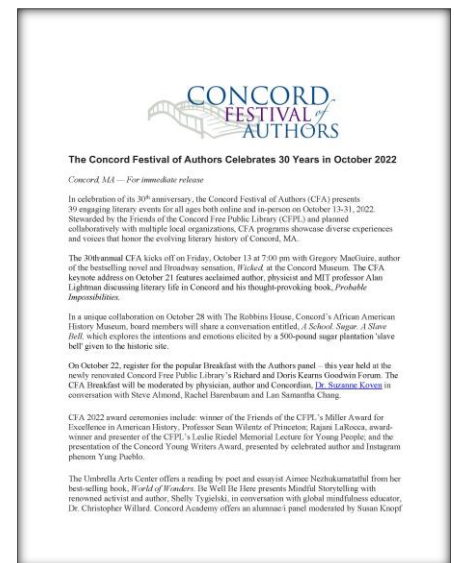 CONCORD
FESTIVAL of
AUTHORS
The Concord Festival of Authors Celebrates 30 Years in October 2022
Concord, MA — For immediate release
In celebration of its 30th anniversary, the Concord Festival of Authors (CFA) presents
39 engaging literary events for all ages both online and in-person on October 13-31, 2022.
Stewarded by the Friends of the Concord Free Public Library (CFPL) and planned
collaboratively with multiple local organizations, CFA programs showcase diverse experiences
and voices that honor the evolving literary history of Concord, MA.
The 30thannual CFA kicks off on Friday, October 13 at 7:00 pm with Gregory MacGuire, author
of the bestselling novel and Broadway sensation, Wicked, at the Concord Museum. The CFA
keynote address on October 21 features acclaimed author, physicist and MIT professor Alan
Lightman discussing literary life in Concord and his thought-provoking book, Probable
Impossibilities.
In a unique collaboration on October 28 with The Robbins House, Concord's African American
History Museum, board members will share a conversation entitled, A School. Sugar. A Slave
Bell, which explores the intentions and emotions elicited by a 500-pound sugar plantation 'slave
bell' given to the historic site.
On October 22, register for the popular Breakfast with the Authors panel – this year held at the
newly renovated Concord Free Public Library's Richard and Doris Kearns Goodwin Forum. The
CFA Breakfast will be moderated by physician, author and Concordian, Dr. Suzanne Koven in
conversation with Steve Almond, Rachel Barenbaum and Lan Samantha Chang.
CFA 2022 award ceremonies include: winner of the Friends of the CFPL's Miller Award for
Excellence in American History, Professor Sean Wilentz of Princeton; Rajani LaRocca, award-
winner and presenter of the CFPL's Leslie Riedel Memorial Lecture for Young People; and the
presentation of the Concord Young Writers Award, presented by celebrated author and Instagram
phenom Yung Pueblo.
The Umbrella Arts Center offers a reading by poet and essayist Aimee Nezhukumatathil from her
best-selling book, World of Wonders. Be Well Be Here presents Mindful Storytelling with
renowned activist and author, Shelly Tygielski, in conversation with global mindfulness educator,
Dr. Christopher Willard. Concord Academy offers an alumnae/i panel moderated by Susan Knopf